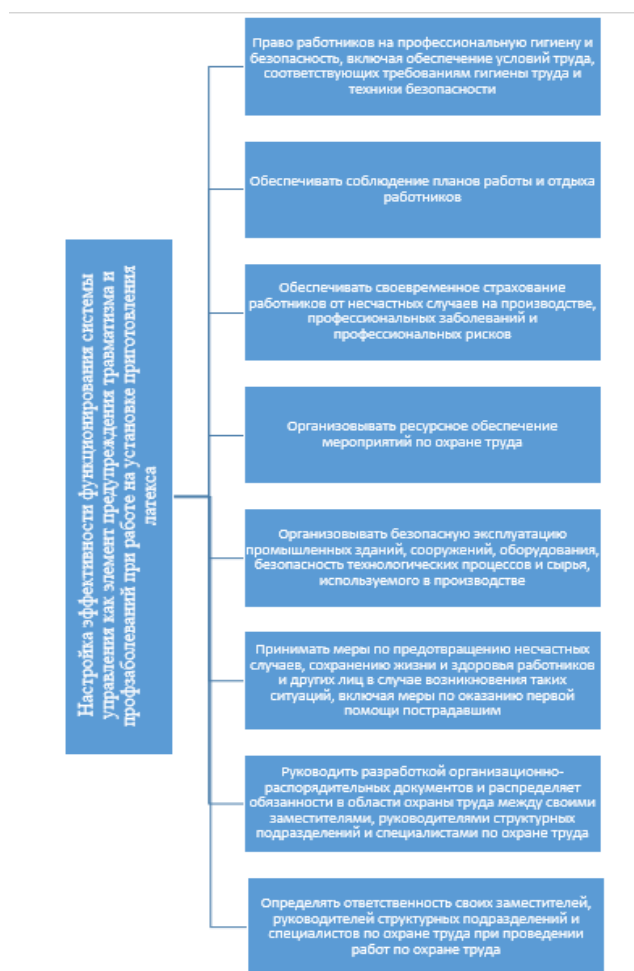 Настройка эффективности функционирования системы
управления как элемент предупреждения травматизма и
профзаболеваний при работе на установке приготовления
латекса
Право работников на профессиональную гигиену и
безопасность, включая обеспечение условий труда,
соответствующих требованиям гигиены труда и
техники безопасности
Обеспечивать соблюдение планов работы и отдыха
работников
Обеспечивать своевременное страхование
работников от несчастных случаев на производстве,
профессиональных заболеваний и
профессиональных рисков
Организовывать ресурсное обеспечение
мероприятий по охране труда
Организовывать безопасную эксплуатацию
промышленных зданий, сооружений, оборудования,
безопасность технологических процессов и сырья,
используемого в производстве
Принимать меры по предотвращению несчастных
случаев, сохранению жизни и здоровья работников
и других лиц в случае возникновения таких
ситуаций, включая меры по оказанию первой
помощи пострадавшим
Руководить разработкой организационно-
распорядительных документов и распределяет
обязанности в области охраны труда между своими
заместителями, руководителями структурных
подразделений и специалистами по охране труда
Определять ответственность своих заместителей,
руководителей структурных подразделений и
специалистов по охране труда при проведении
работ по охране труда